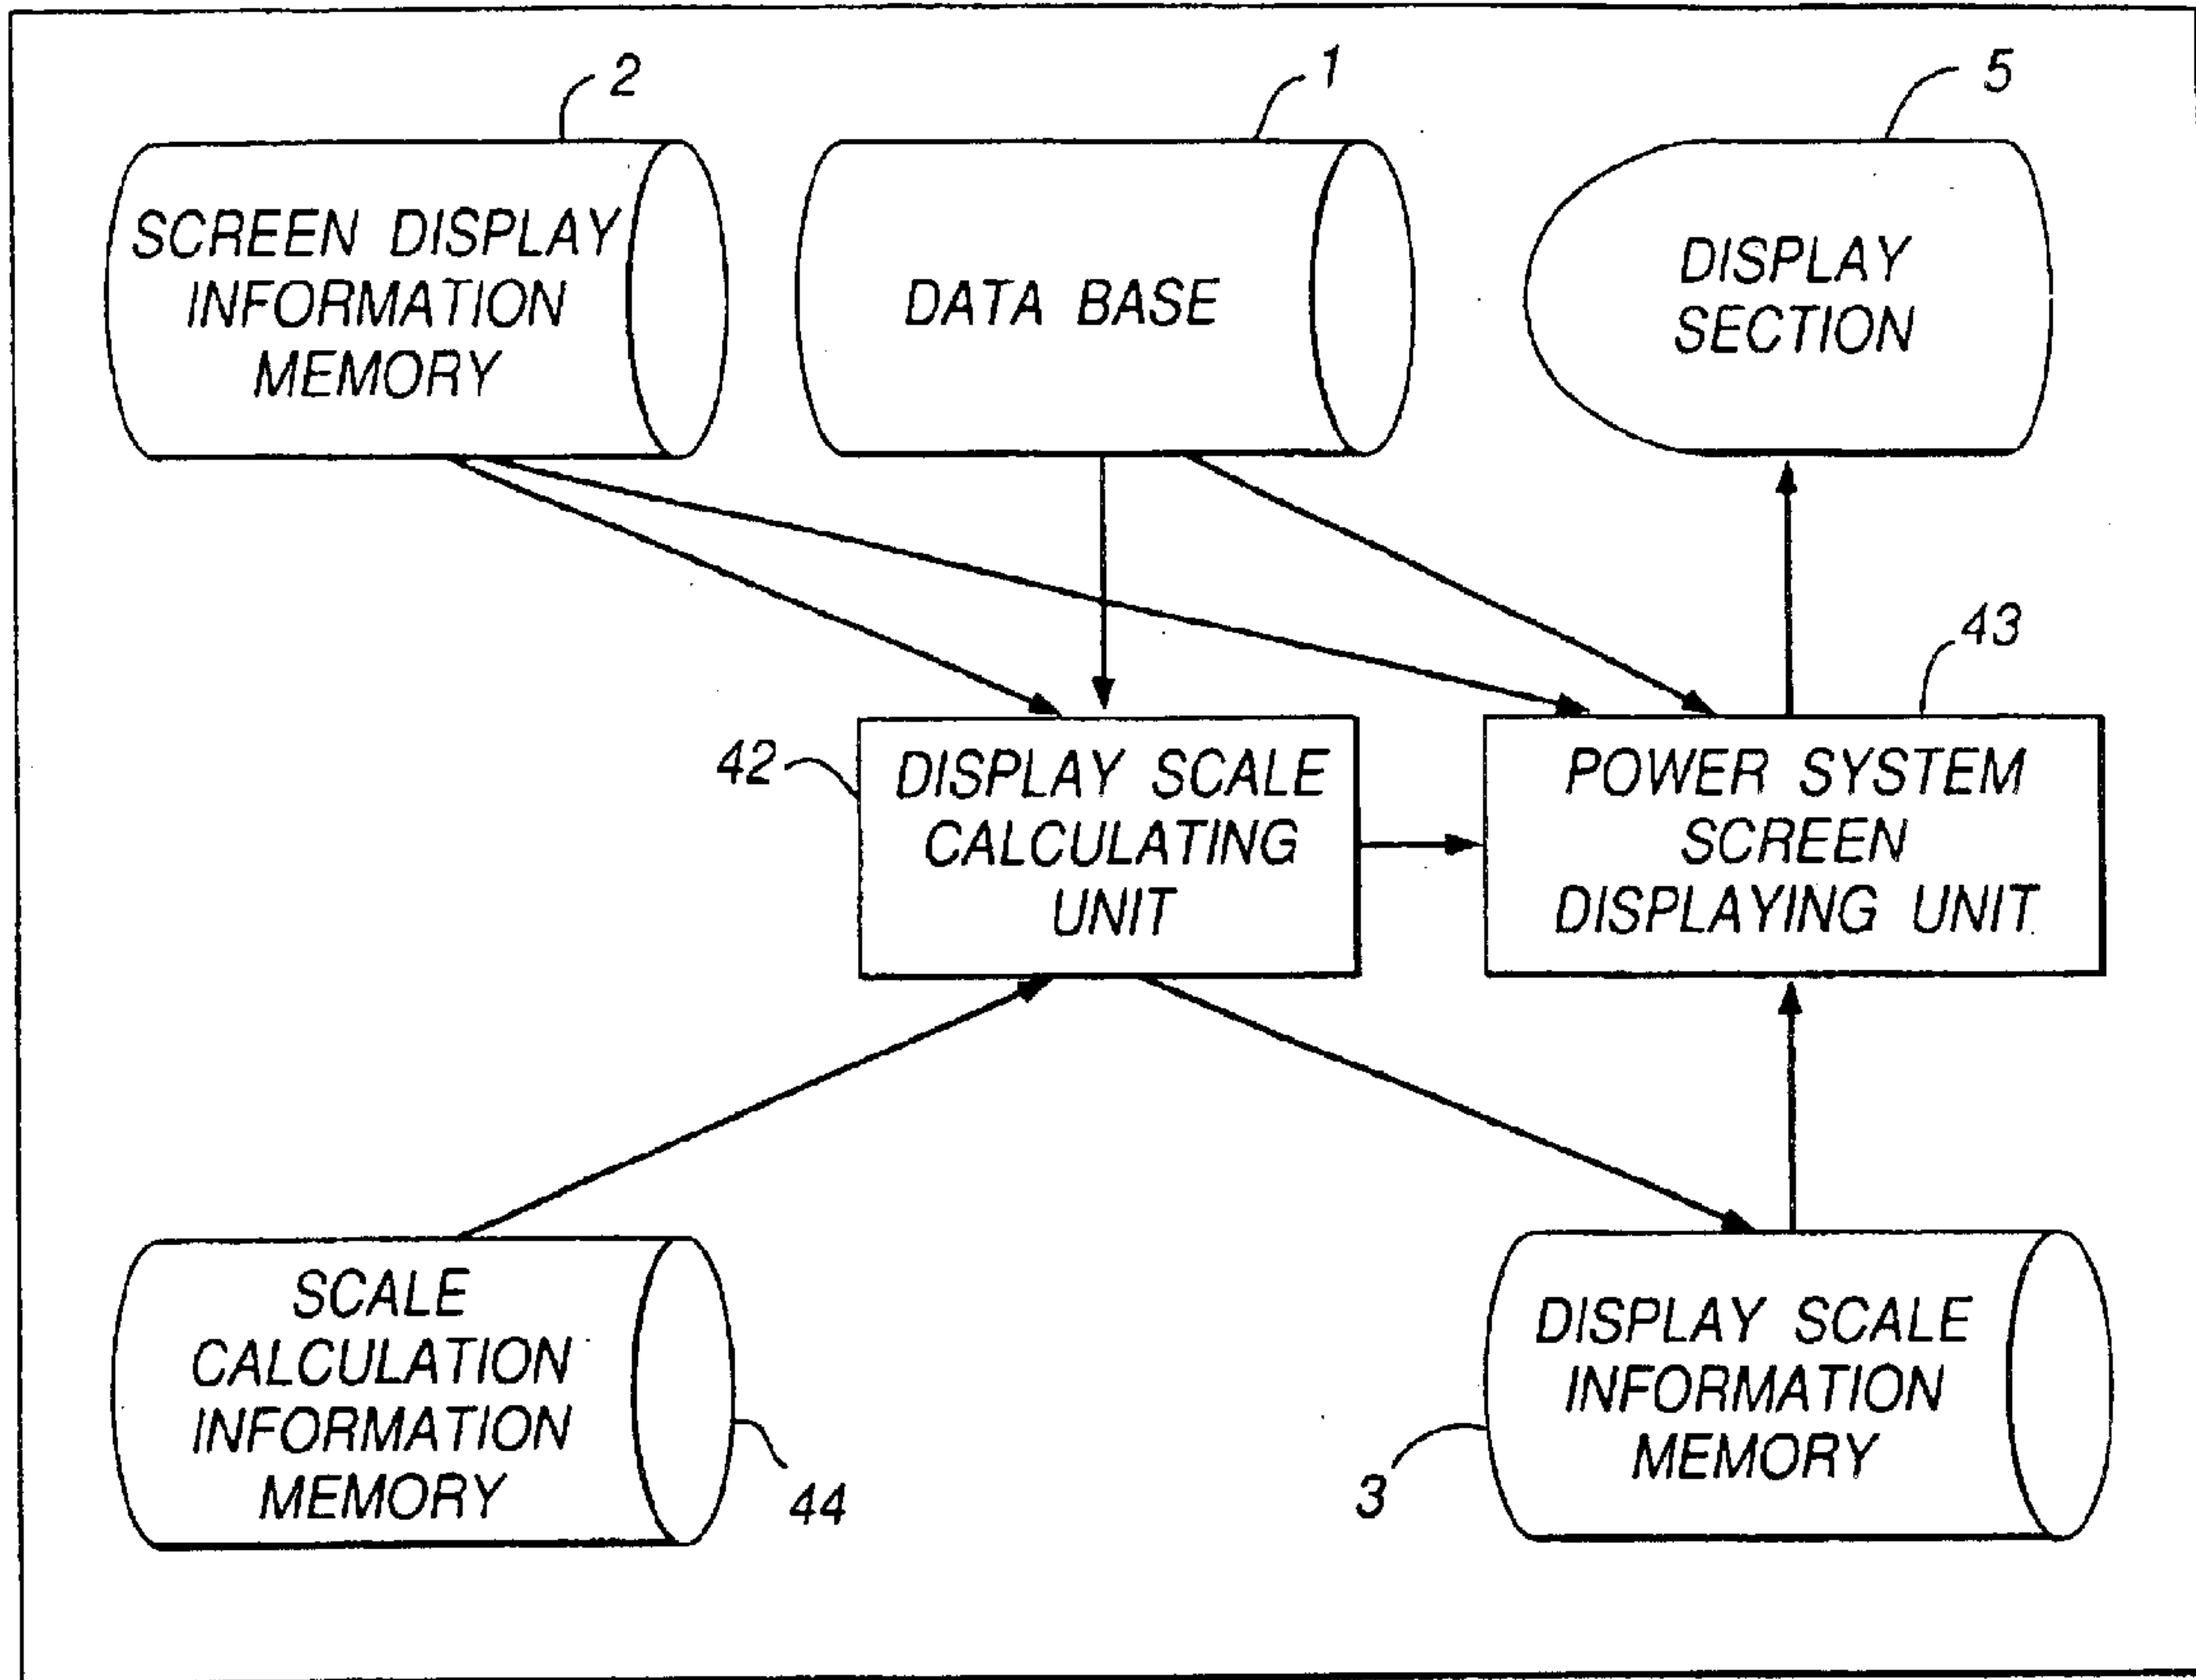 2
1
5
SCREEN DISPLAY
INFORMATION
MEMORY
DATA BASE
DISPLAY
SECTION
43
42
DISPLAY SCALE
CALCULATING
UNIT
POWER SYSTEM
SCREEN
DISPLAYING UNIT
SCALE
CALCULATION
INFORMATION
MEMORY
44
DISPLAY SCALE
INFORMATION
MEMORY
3